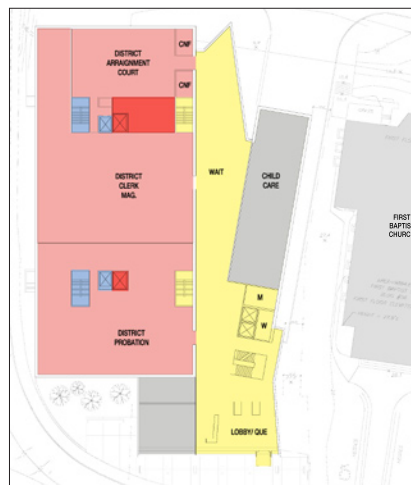 DISTRICT
ARRAIGNMENT
COURT
CNF
CNF
WAIT
DISTRICT
CLERK
MAG.
CHILD
CARE
FIRST
BAPTIS
CHURC
M
W
DISTRICT
PROBATION
LOBBY/ QUE